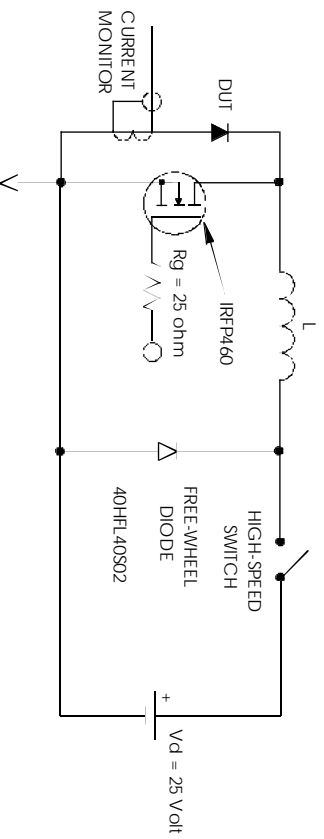 L
HIGH-SPEED
SWITCH
DUT
IRFP460
FREE-WHEEL
DIODE
40HFL40S02
+
Vd = 25 Volt
Rg = 25 ohm
CURRENT
MONITOR